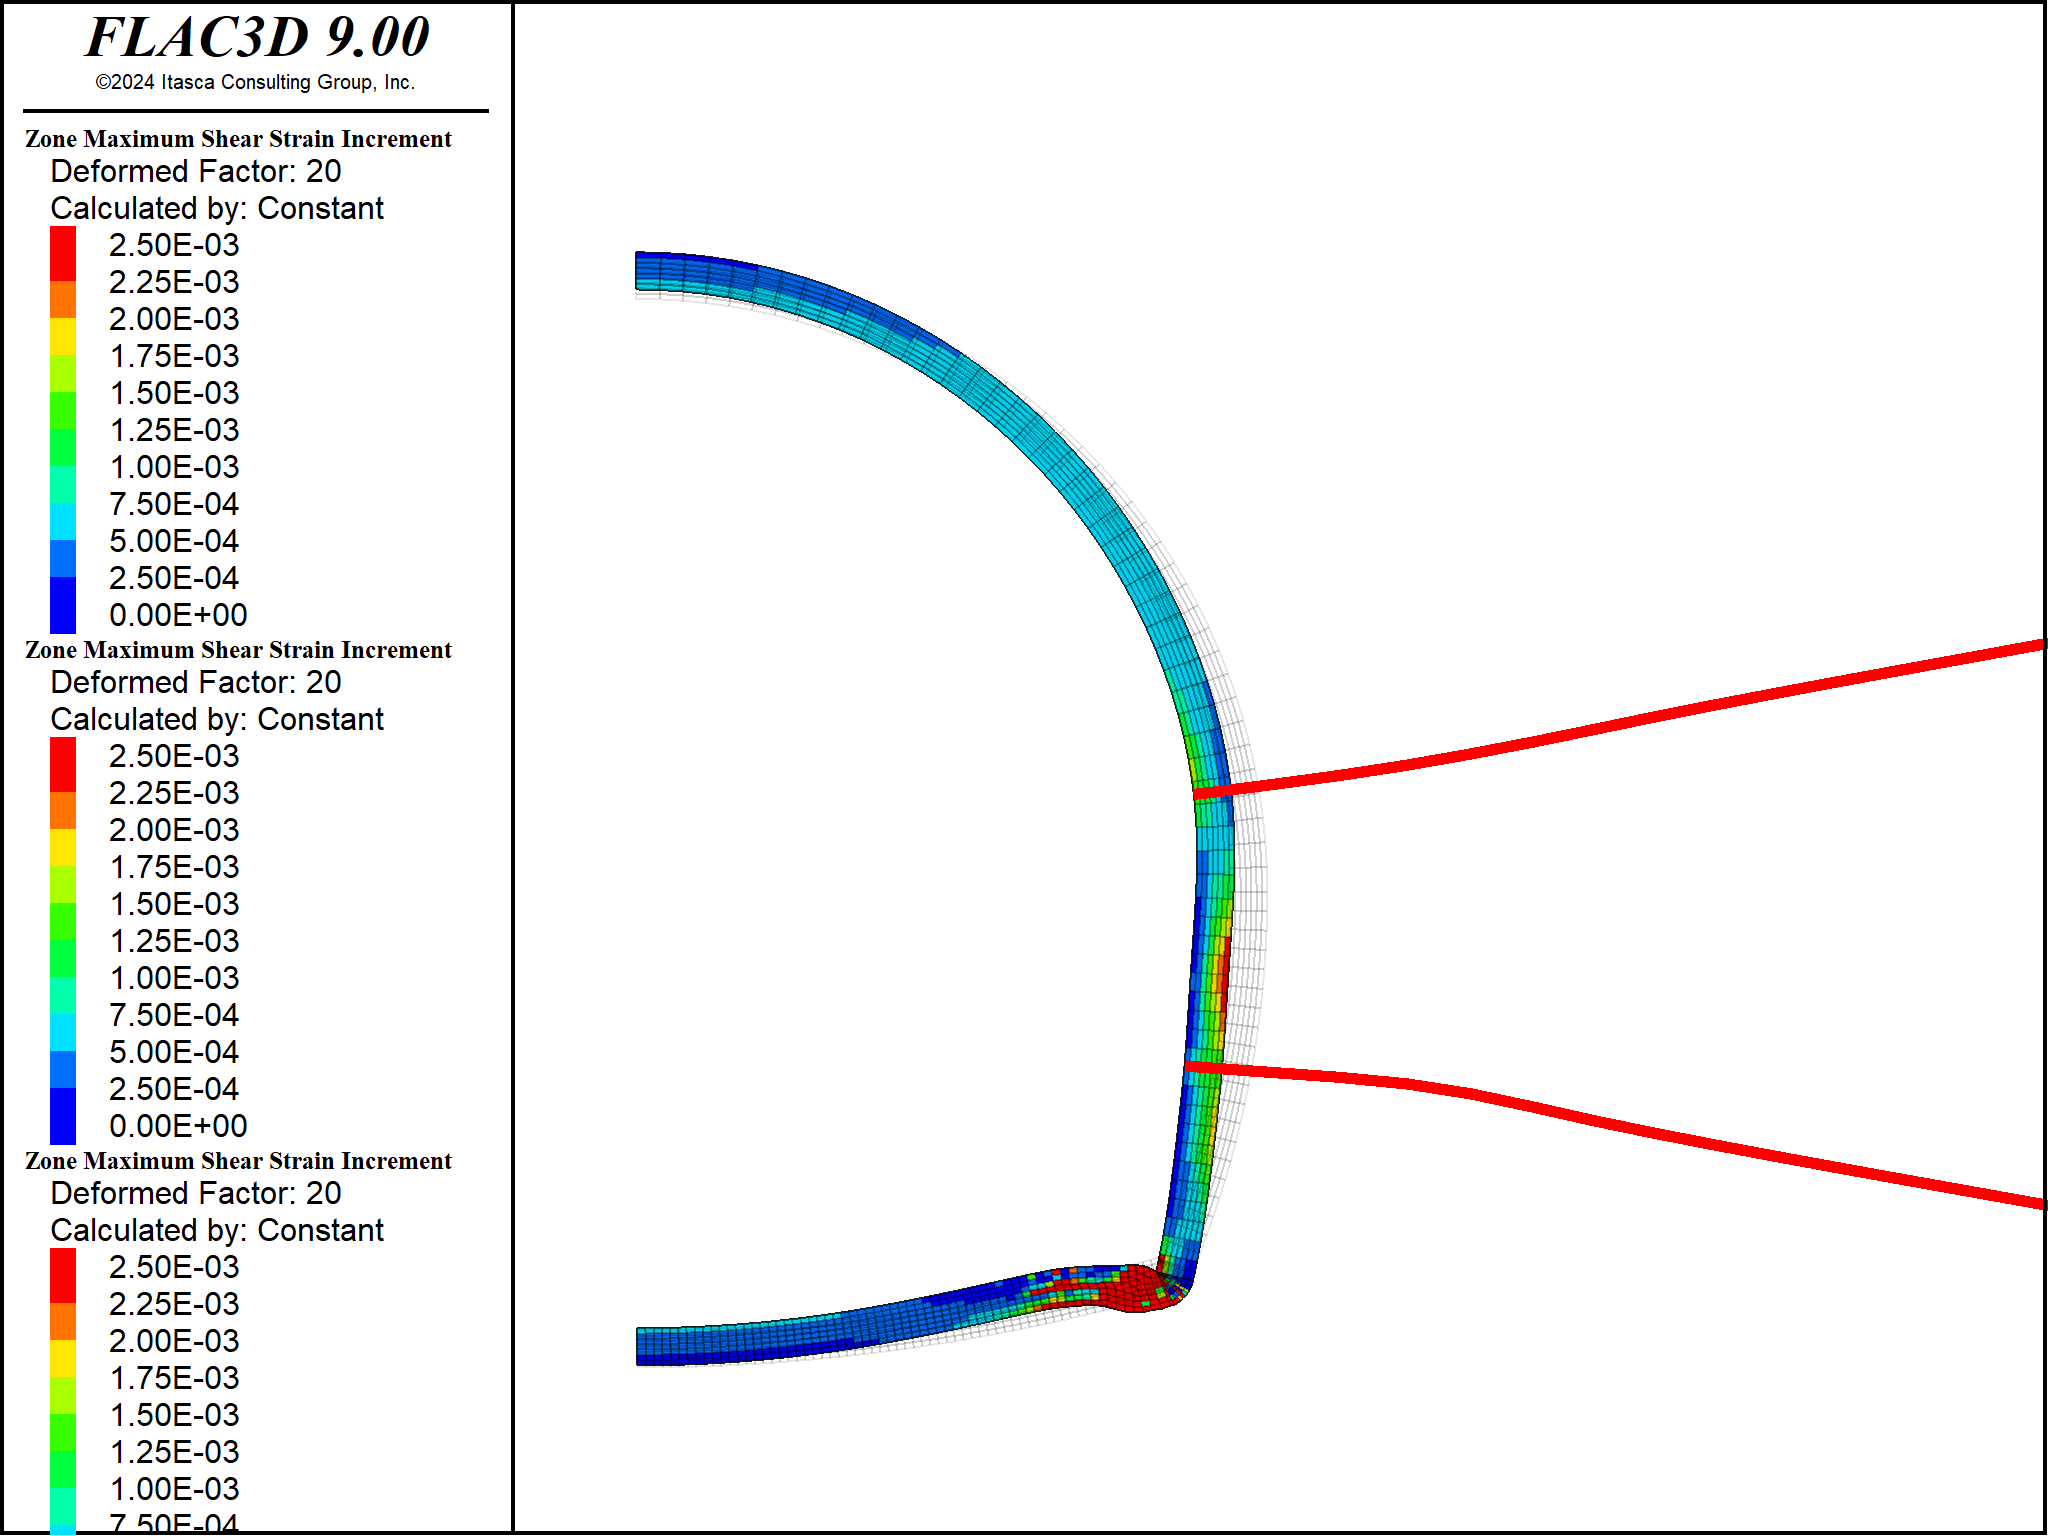 FLAC3D 9.00
©2024 Itasca Consulting Group, Inc.
Zone Maximum Shear Strain Increment
Deformed Factor: 20
Calculated by: Constant
2.50E-03
2.25E-03
2.00E-03
1.75E-03
1.50E-03
1.25E-03
1.00E-03
7.50E-04
5.00E-04
2.50E-04
0.00E+00
Zone Maximum Shear Strain Increment
Deformed Factor: 20
Calculated by: Constant
2.50E-03
2.25E-03
2.00E-03
1.75E-03
1.50E-03
1.25E-03
1.00E-03
7.50E-04
5.00E-04
2.50E-04
0.00E+00
Zone Maximum Shear Strain Increment
Deformed Factor: 20
Calculated by: Constant
2.50E-03
2.25E-03
2.00E-03
1.75E-03
1.50E-03
1.25E-03
1.00E-03
7.50E-04